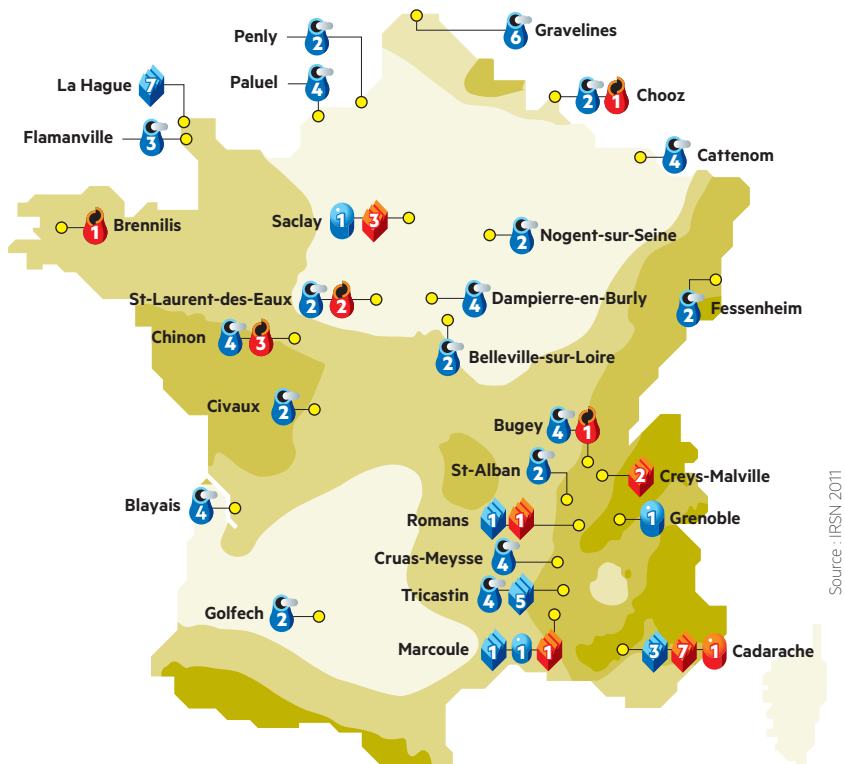 Penly 2
6 Gravelines
La Hague 7
Paluel 4
2 1 Chooz
Flamanville 3
4 Cattenom
1 Brennilis
Saclay 1 3
2 Nogent-sur-Seine
St-Laurent-des-Eaux 2 2
4 Dampierre-en-Burly
2 Fessenheim
Chinon 4 3
2 Belleville-sur-Loire
Civaux 2
Bugey 4 1
St-Alban 2
2 Creys-Malville
Blayais 4
Romans 1 1
1 Grenoble
Cruas-Meysse 4
Tricastin 4 5
Golfech 2
Marcoule 1 1 1
3 7 1 Cadarache
Source : IRSN 2011